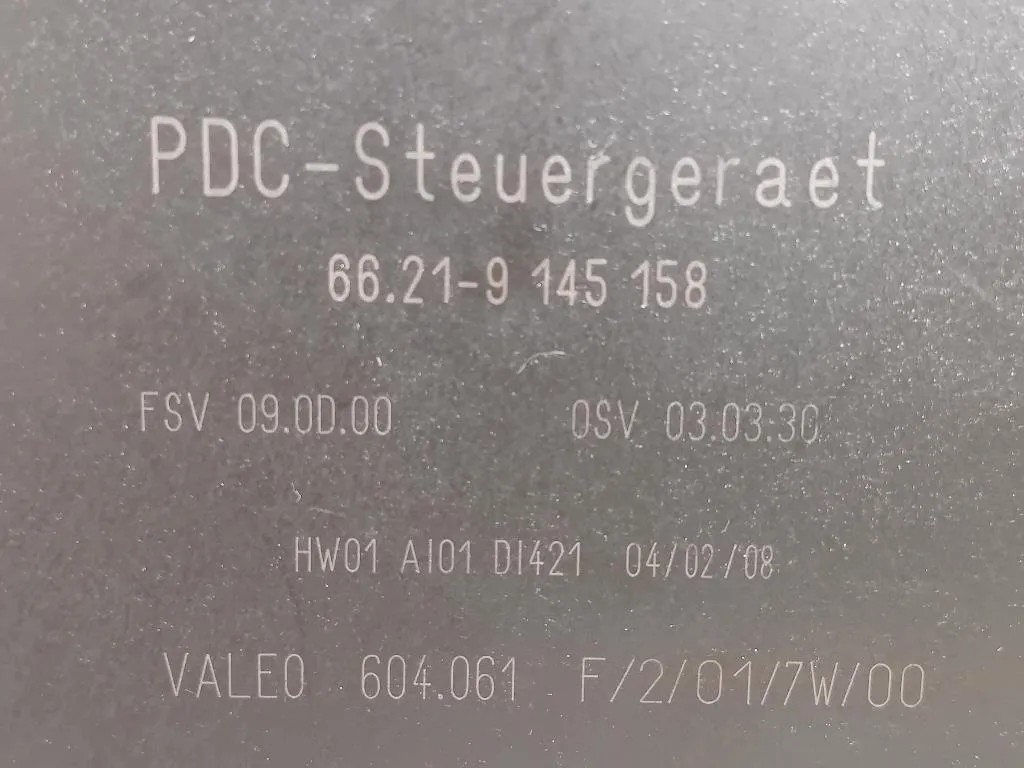 PDC-Steuergeraet
66.21-9 145 158
FSV 09.0D.00 OSV 03.03.30
HW01 AI01 DI421 04/02/08
VALEO 604.061 F/2/01/7W/00